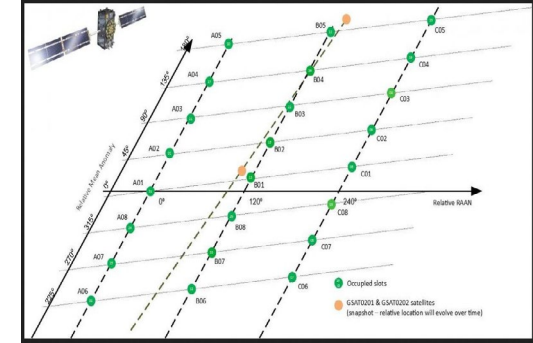 A05
B05
C05
180°
A04
B04
C04
135°
A03
B03
C03
90°
A02
B02
C02
45°
Relative Mean Anomaly
A01
B01
C01
0°
0°
120°
240°
Relative RAAN
315°
A08
B08
C08
270°
A07
B07
C07
225°
A06
B06
C06
Occupied slots
GSAT0201 & GSAT0202 satellites
(snapshot – relative location will evolve over time)